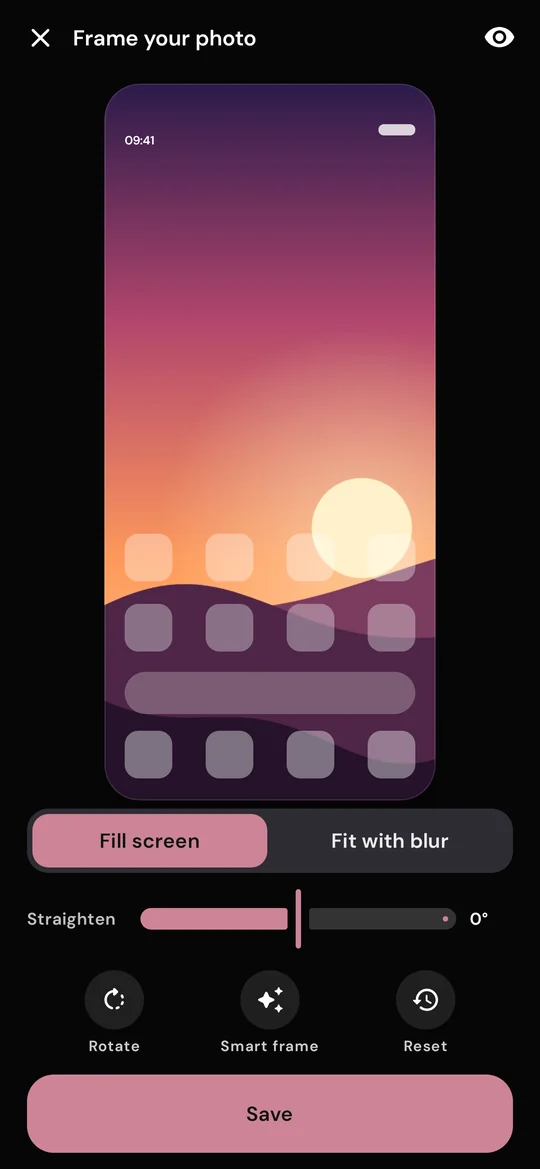 Frame your photo
09:41
Fill screen
Fit with blur
Straighten
0°
Rotate
Smart frame
Reset
Save